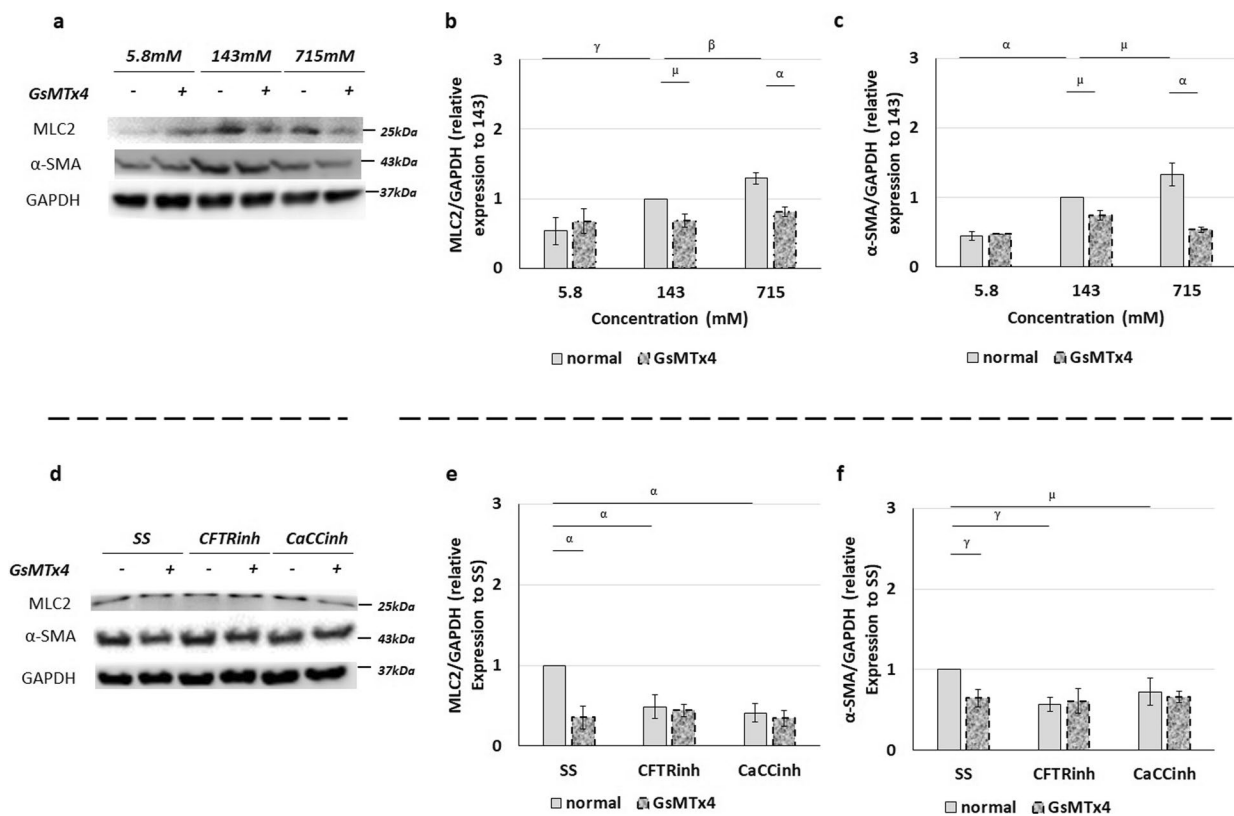 a
5.8mM 143mM 715mM
GsMTx4 - + - + - +
MLC2
25kDa
α-SMA
43kDa
GAPDH
37kDa
b
MLC2/GAPDH (relative
expression to 143)
3
2
1
0
γ
β
μ
α
5.8 143 715
Concentration (mM)
normal GsMTx4
c
α-SMA/GAPDH (relative
expression to 143)
3
2
1
0
α
μ
μ
α
5.8 143 715
Concentration (mM)
normal GsMTx4
d
SS CFTRinh CaCCinh
GsMTx4 - + - + - +
MLC2
25kDa
α-SMA
43kDa
GAPDH
37kDa
e
MLC2/GAPDH (relative
Expression to SS)
3
2
1
0
α
α
α
SS CFTRinh CaCCinh
normal GsMTx4
f
α-SMA/GAPDH (relative
Expression to SS)
3
2
1
0
μ
γ
γ
SS CFTRinh CaCCinh
normal GsMTx4